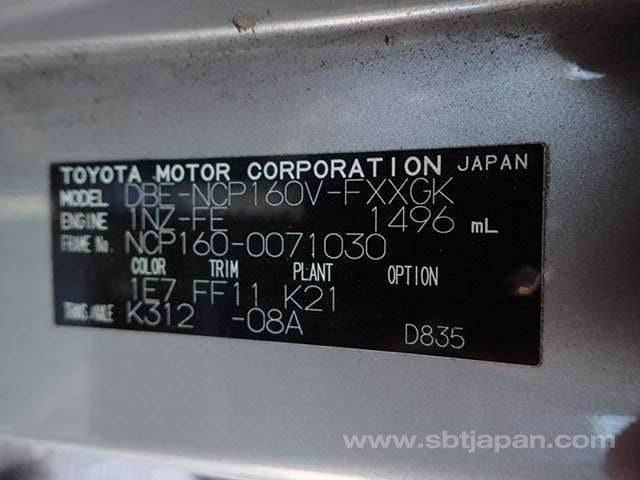 TOYOTA MOTOR CORPORATION JAPAN
MODEL DBE-NCP160V-FXXGK
ENGINE 1NZ-FE 1496 mL
FRAME No. NCP160-0071030
COLOR TRIM PLANT OPTION
1E7 FF11 K21
TRANS./AXLE K312 -08A
D835
www.sbtjapan.com